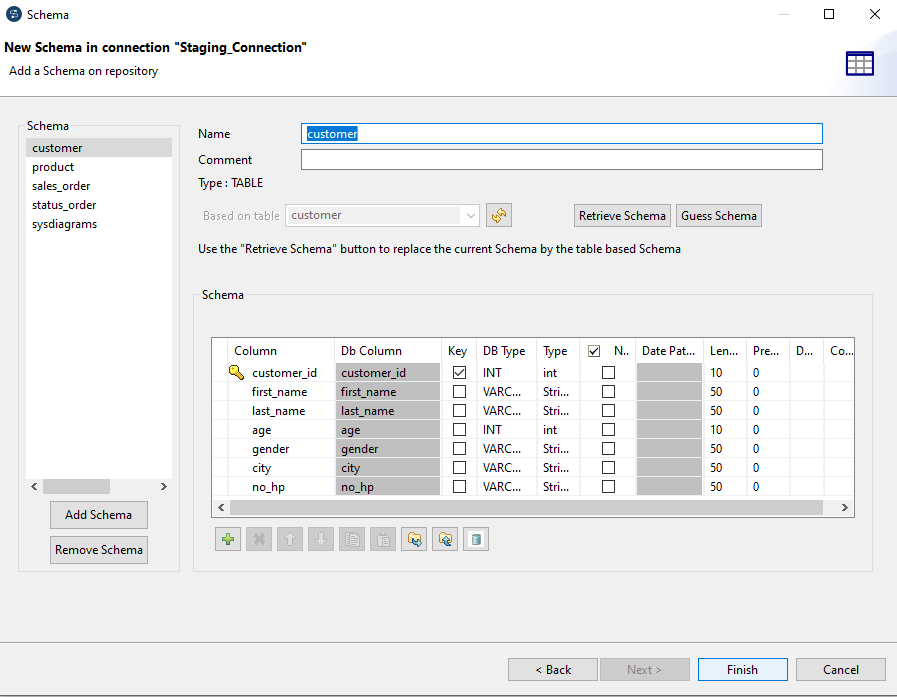 Schema
New Schema in connection "Staging_Connection"
Add a Schema on repository
Schema
customer
product
sales_order
status_order
sysdiagrams
Add Schema
Remove Schema
Name customer
Comment
Type : TABLE
Based on table customer Retrieve Schema Guess Schema
Use the "Retrieve Schema" button to replace the current Schema by the table based Schema
Schema
Column Db Column Key DB Type Type N.. Date Pat... Len... Pre... D... Co...
customer_id customer_id INT int 10 0
first_name first_name VARC... Stri... 50 0
last_name last_name VARC... Stri... 50 0
age age INT int 10 0
gender gender VARC... Stri... 50 0
city city VARC... Stri... 50 0
no_hp no_hp VARC... Stri... 50 0
< Back Next > Finish Cancel